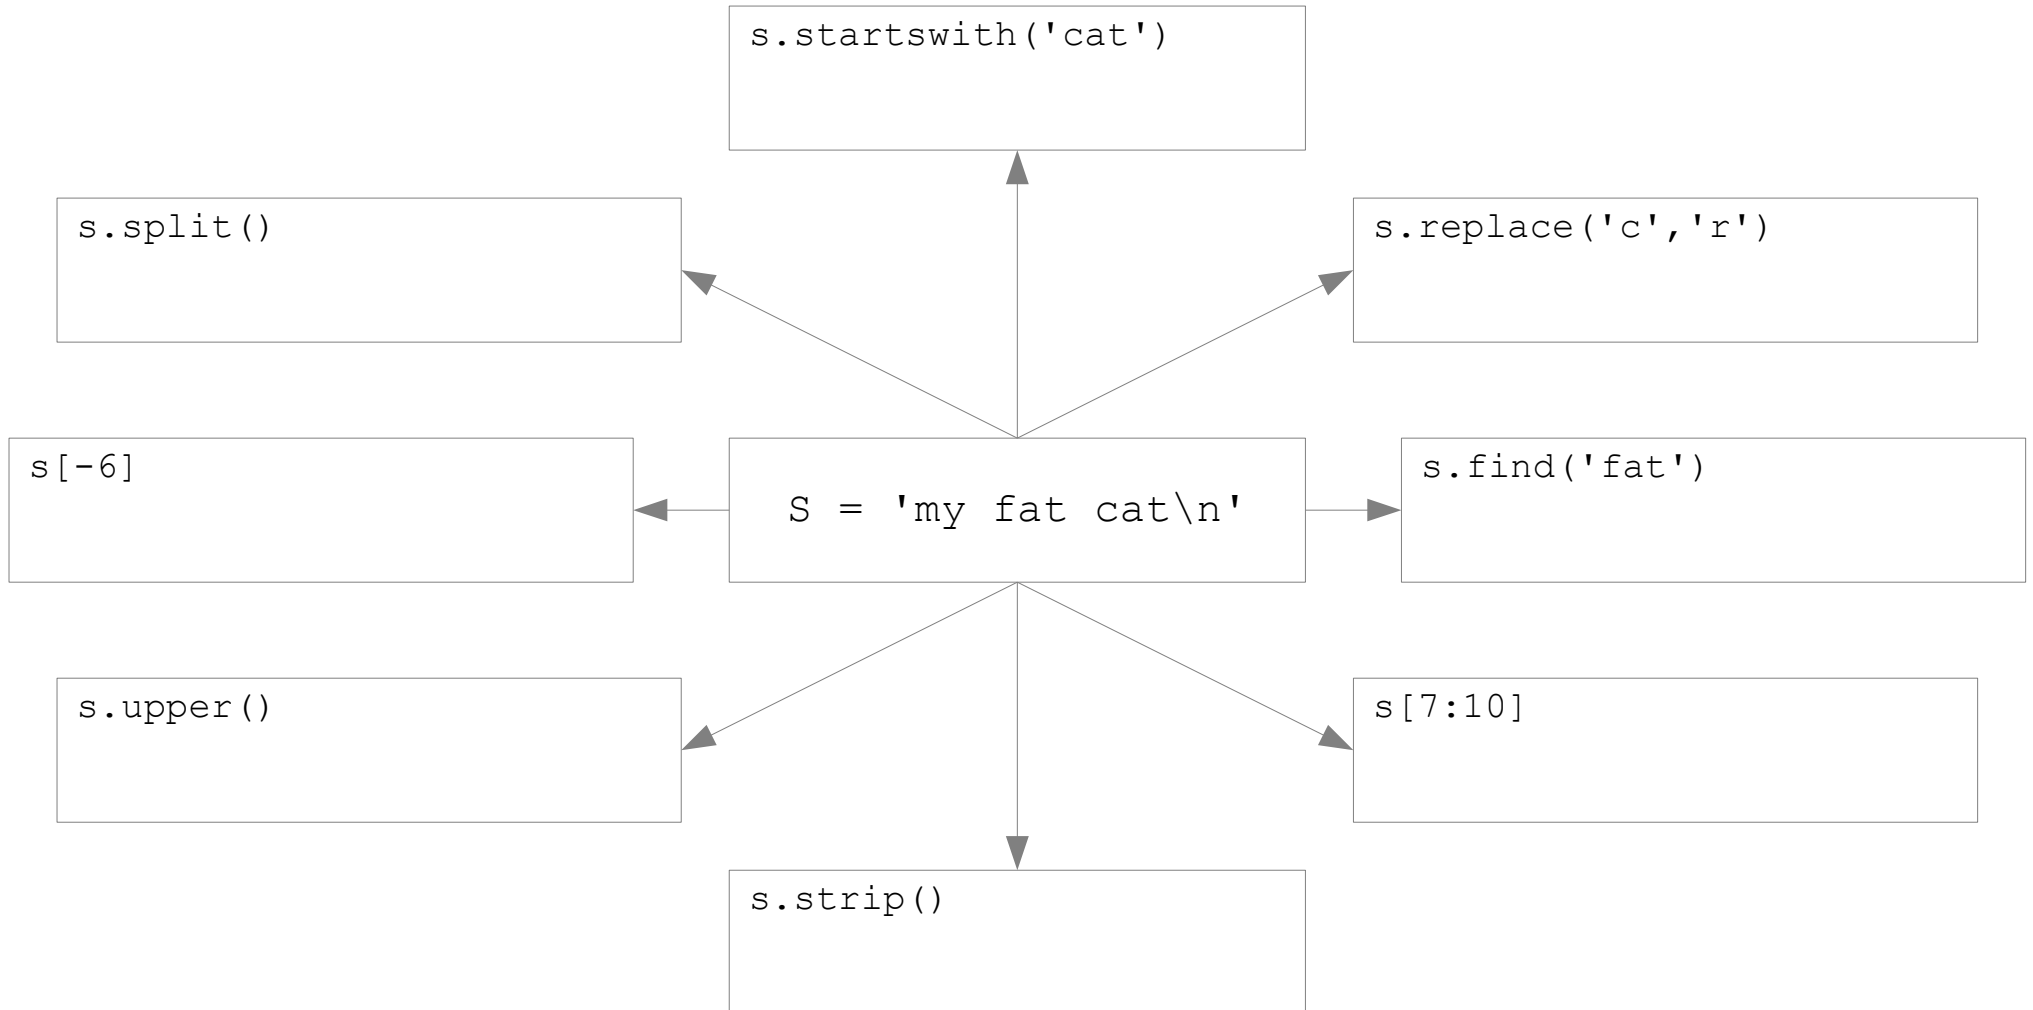 s.startswith('cat')
s.split()
s.replace('c','r')
s[-6]
S = 'my fat cat\n'
s.find('fat')
s.upper()
s[7:10]
s.strip()